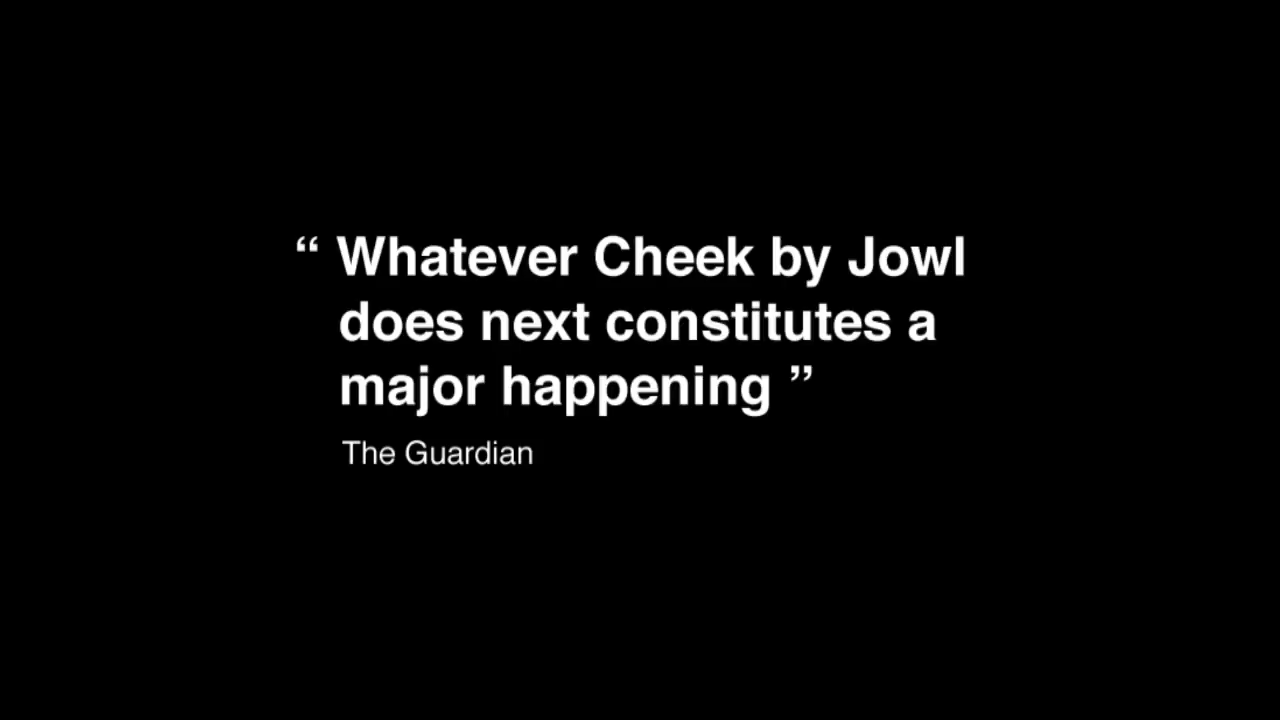 “ Whatever Cheek by Jowl
does next constitutes a
major happening ”
The Guardian